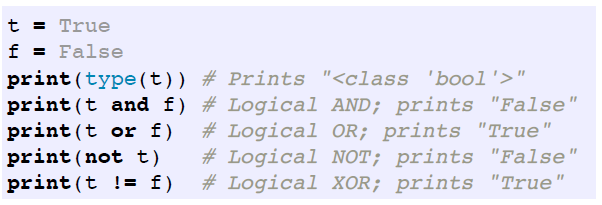 t = True
f = False
print(type(t)) # Prints "<class 'bool'>"
print(t and f) # Logical AND; prints "False"
print(t or f)  # Logical OR; prints "True"
print(not t)   # Logical NOT; prints "False"
print(t != f)  # Logical XOR; prints "True"